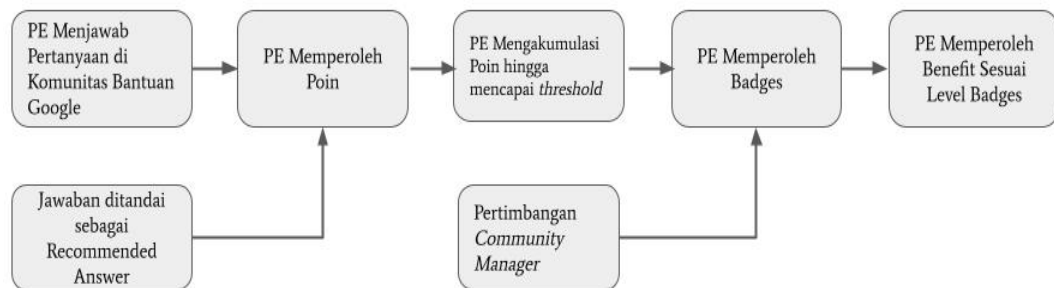 PE Menjawab
Pertanyaan di
Komunitas Bantuan
Google
PE Memperoleh
Poin
PE Mengakumulasi
Poin hingga
mencapai threshold
PE Memperoleh
Badges
PE Memperoleh
Benefit Sesuai
Level Badges
Jawaban ditandai
sebagai
Recommended
Answer
Pertimbangan
Community
Manager